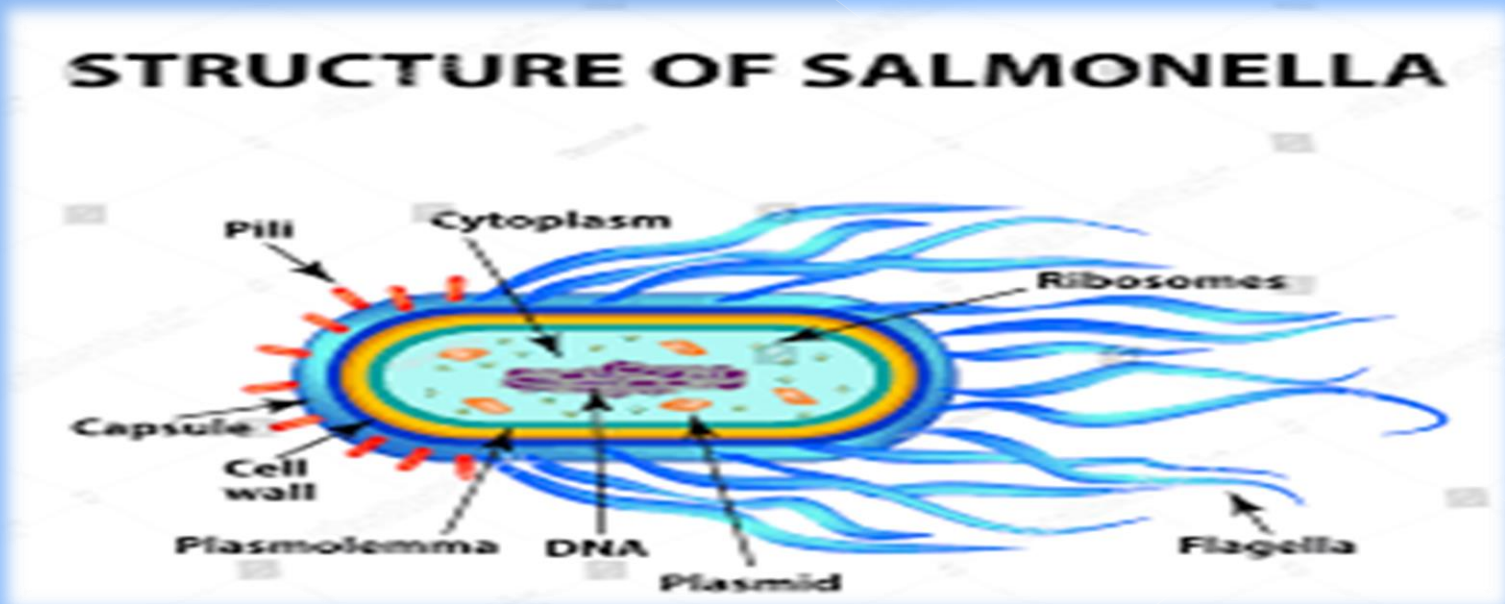 STRUCTURE OF SALMONELLA
Pili
Cytoplasm
Ribosomes
Capsule
Cell
wall
Plasmolemma
DNA
Plasmid
Flagella